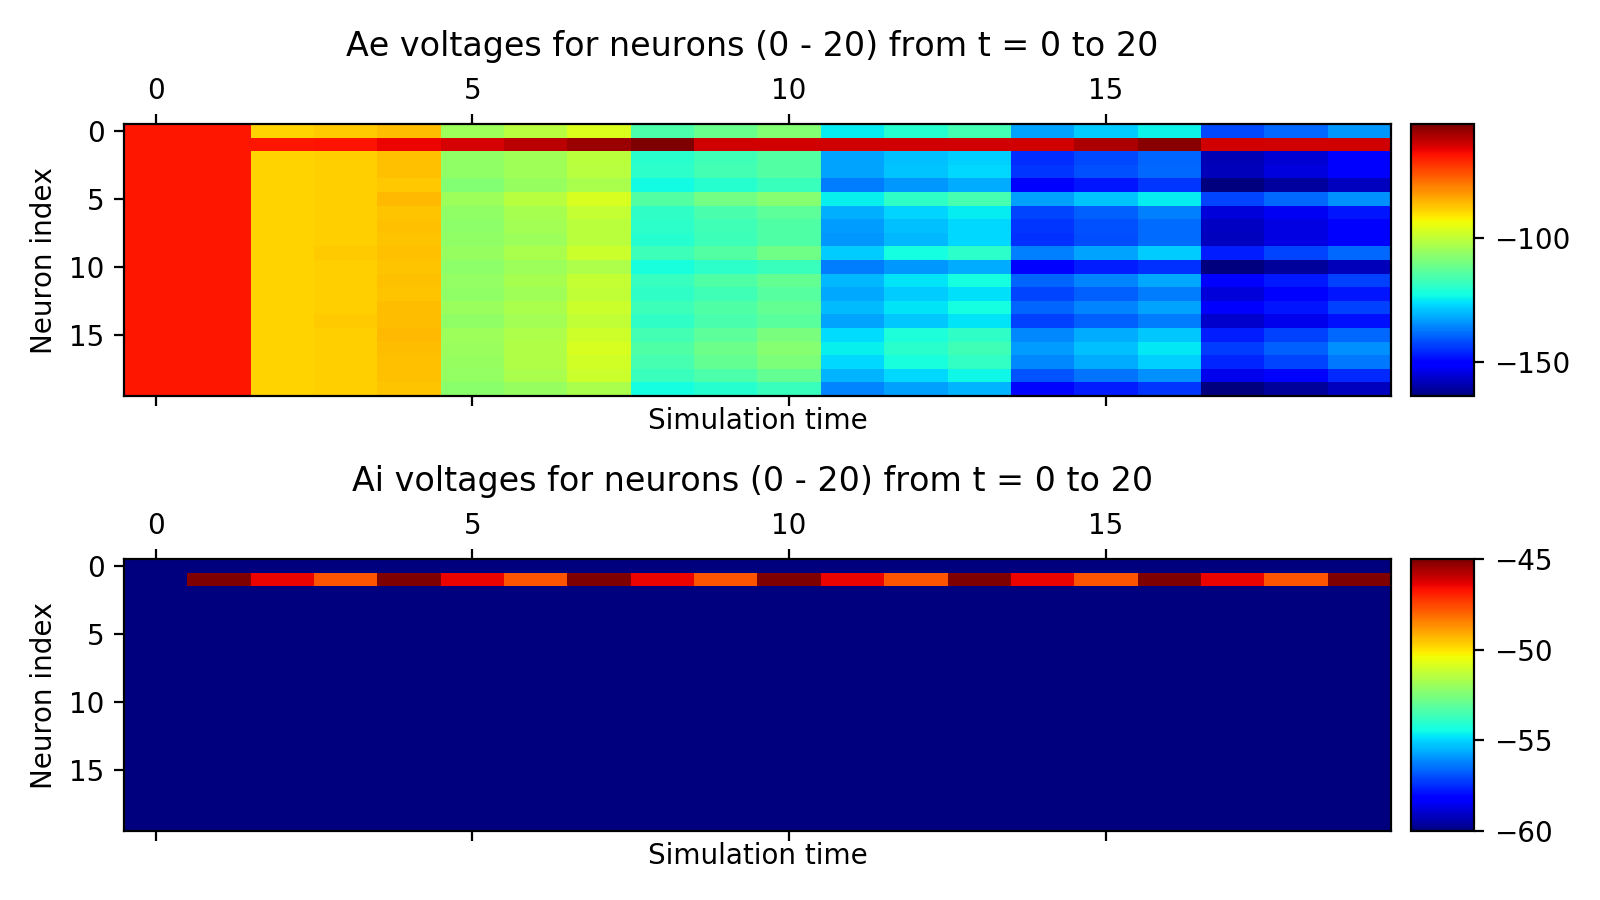 Ae voltages for neurons (0 - 20) from t = 0 to 20
0 5 10 15
Neuron index
0
5
10
15
−100
−150
Simulation time
Ai voltages for neurons (0 - 20) from t = 0 to 20
0 5 10 15
Neuron index
0
5
10
15
−45
−50
−55
−60
Simulation time